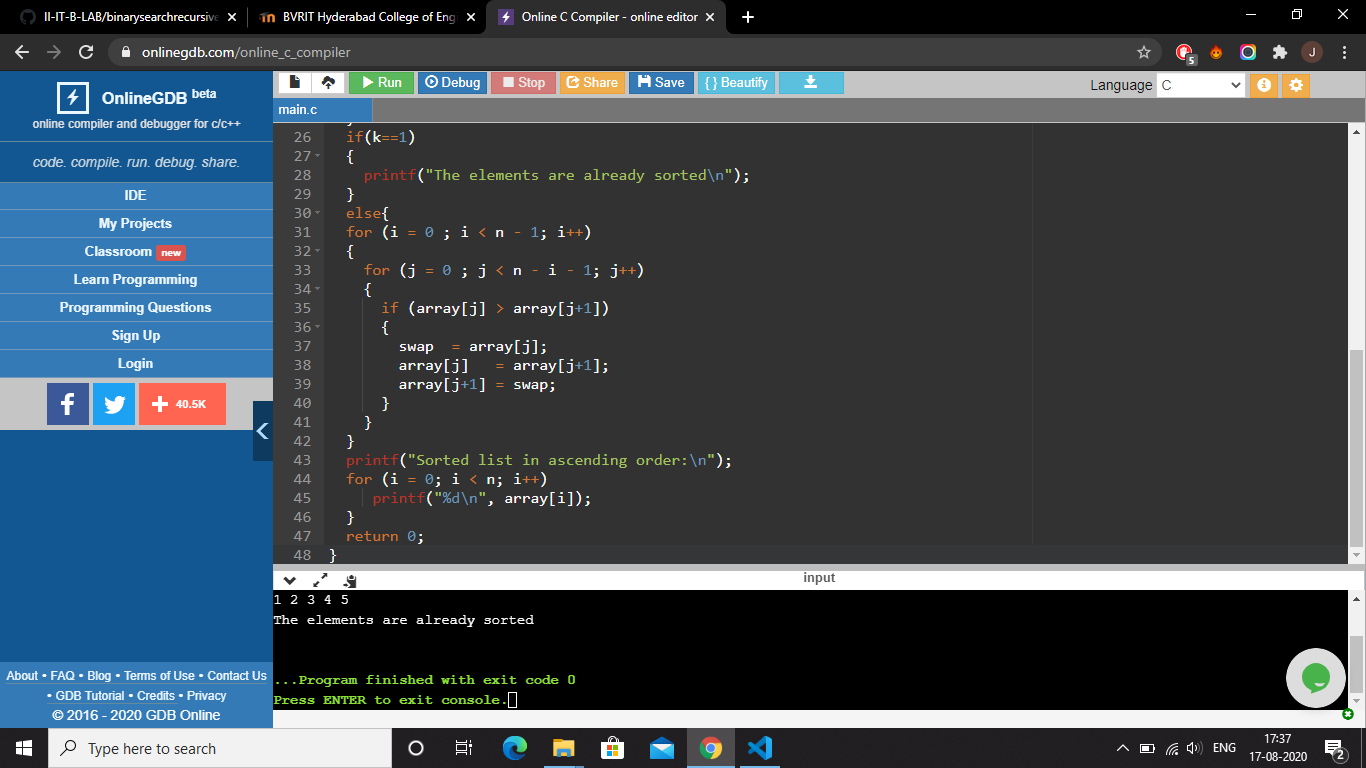 II-IT-B-LAB/binarysearchrecursive
BVRIT Hyderabad College of Eng
Online C Compiler - online editor
onlinegdb.com/online_c_compiler
5
J
OnlineGDB beta
online compiler and debugger for c/c++
code. compile. run. debug. share.
IDE
My Projects
Classroom new
Learn Programming
Programming Questions
Sign Up
Login
f
40.5K
About • FAQ • Blog • Terms of Use • Contact Us
• GDB Tutorial • Credits • Privacy
© 2016 - 2020 GDB Online
Run Debug Stop Share Save { } Beautify
Language C
main.c
26 if(k==1)
27 {
28 printf("The elements are already sorted\n");
29 }
30 else{
31 for (i = 0 ; i < n - 1; i++)
32 {
33 for (j = 0 ; j < n - i - 1; j++)
34 {
35 if (array[j] > array[j+1])
36 {
37 swap  = array[j];
38 array[j]   = array[j+1];
39 array[j+1] = swap;
40 }
41 }
42 }
43 printf("Sorted list in ascending order:\n");
44 for (i = 0; i < n; i++)
45 printf("%d\n", array[i]);
46 }
47 return 0;
48 }
input
1 2 3 4 5
The elements are already sorted
...Program finished with exit code 0
Press ENTER to exit console.
Type here to search
ENG
17:37
17-08-2020
2